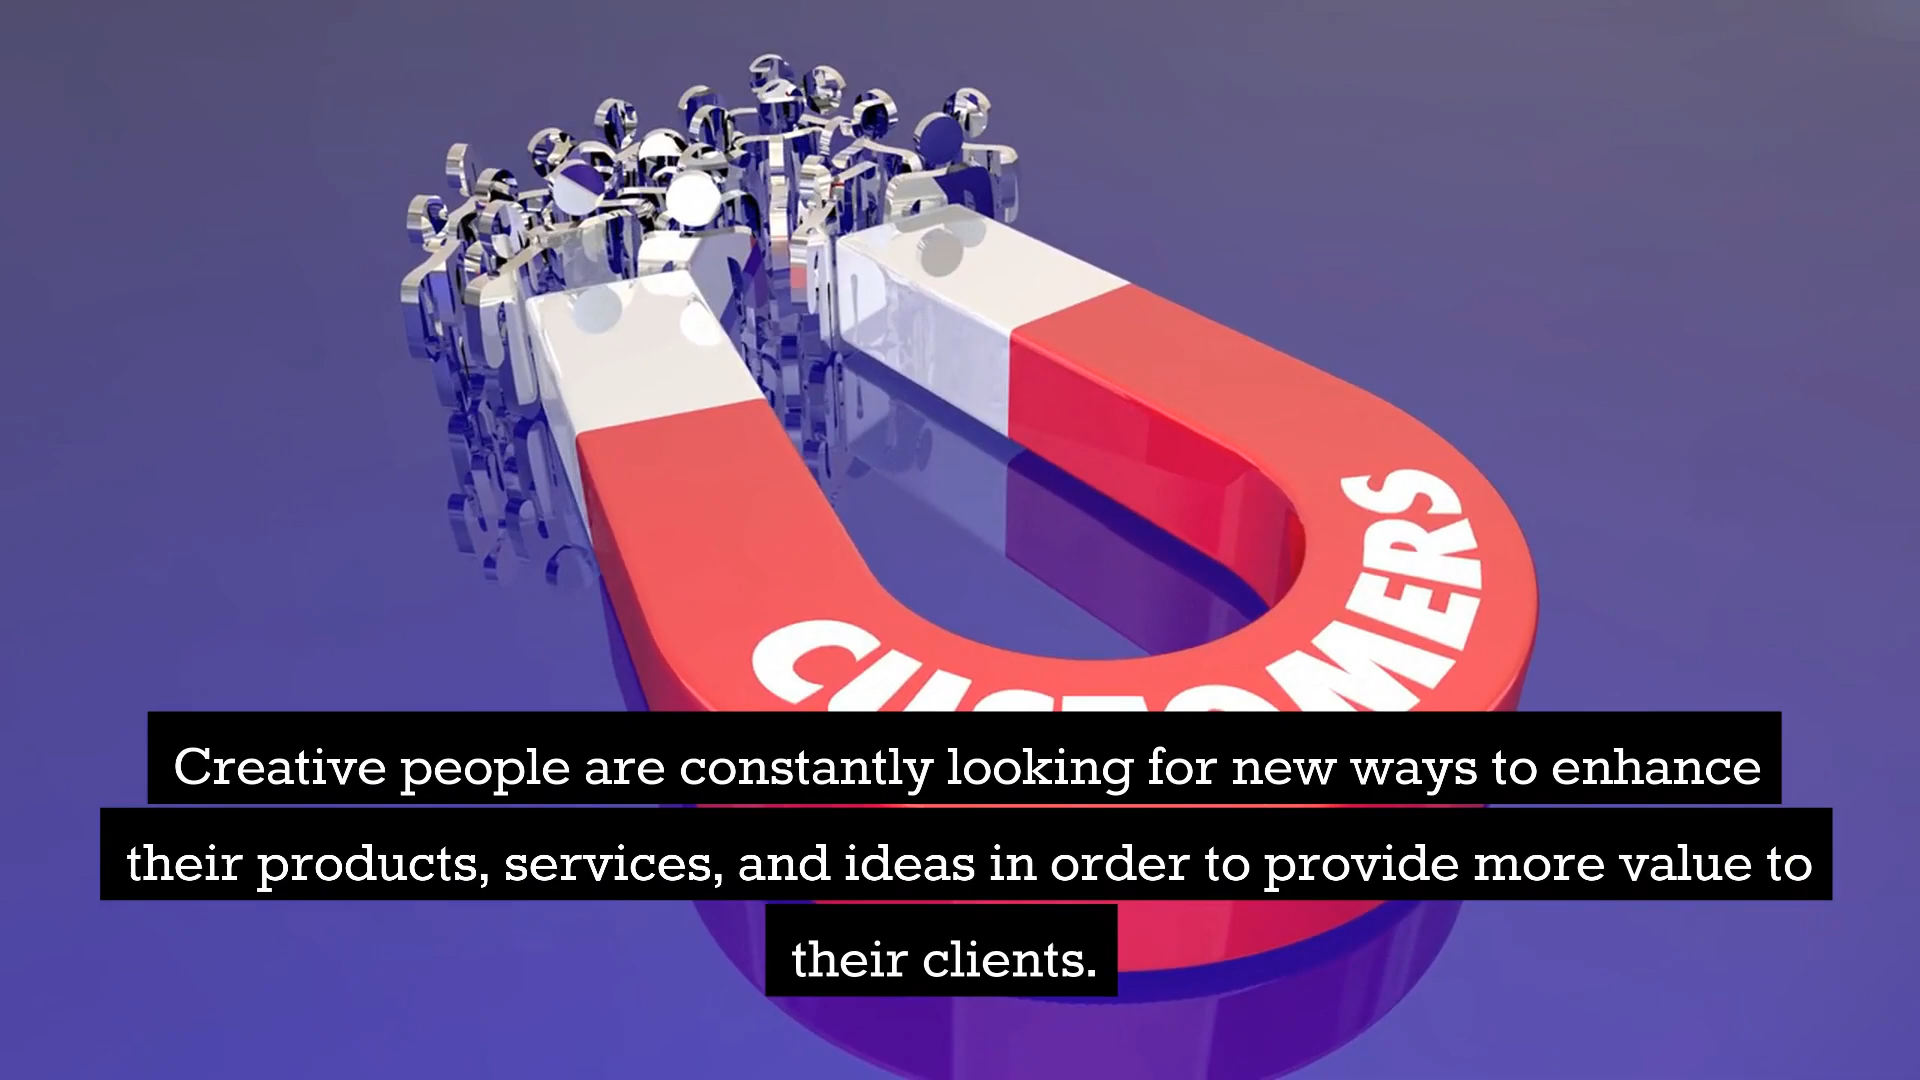 CUSTOMERS
Creative people are constantly looking for new ways to enhance
their products, services, and ideas in order to provide more value to
their clients.